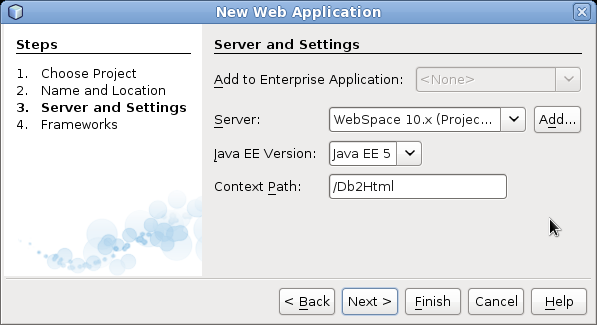 New Web Application
Steps
1. Choose Project
2. Name and Location
3. Server and Settings
4. Frameworks
Server and Settings
Add to Enterprise Application: <None>
Server: WebSpace 10.x (Projec... Add...
Java EE Version: Java EE 5
Context Path: /Db2Html
< Back Next > Finish Cancel Help